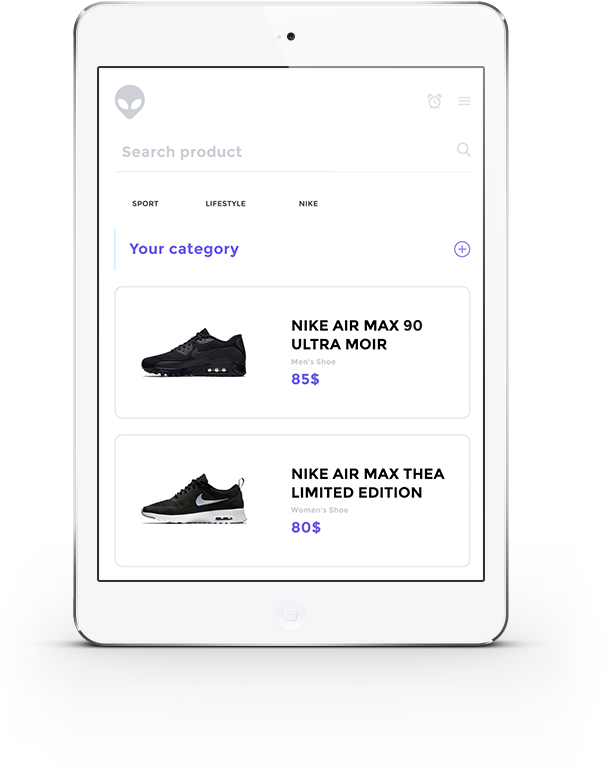 Search product
SPORT LIFESTYLE NIKE
Your category
NIKE AIR MAX 90
ULTRA MOIR
Men's Shoe
85$
NIKE AIR MAX THEA
LIMITED EDITION
Women's Shoe
80$